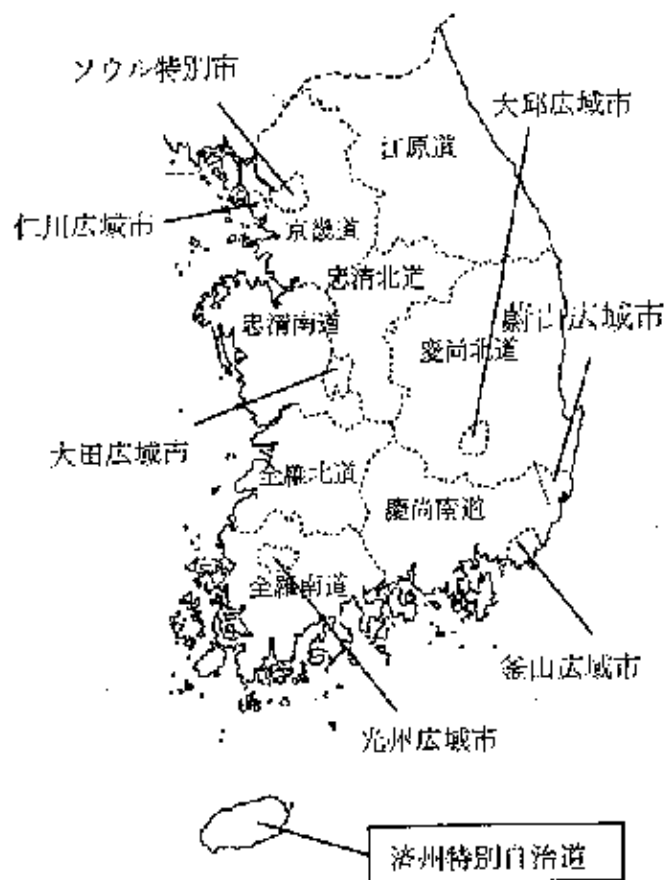 ソウル特別市
大邱広域市
江原道
仁川広域市
京畿道
忠清北道
忠清南道
蔚山広域市
慶尚北道
大田広域市
全羅北道
慶尚南道
全羅南道
釜山広域市
光州広域市
済州特別自治道